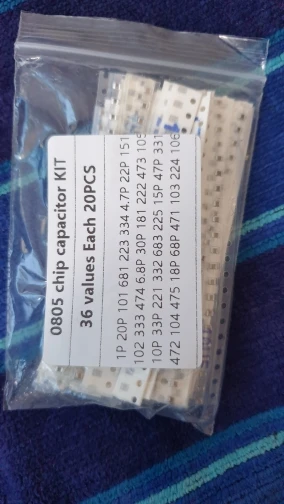 0805 chip capacitor KIT
36 values Each 20PCS
1P 20P 101 681 223 334 4.7P 22P 151
102 333 474 6.8P 30P 181 222 473 105
10P 33P 221 332 683 225 15P 47P 331
472 104 475 18P 68P 471 103 224 106